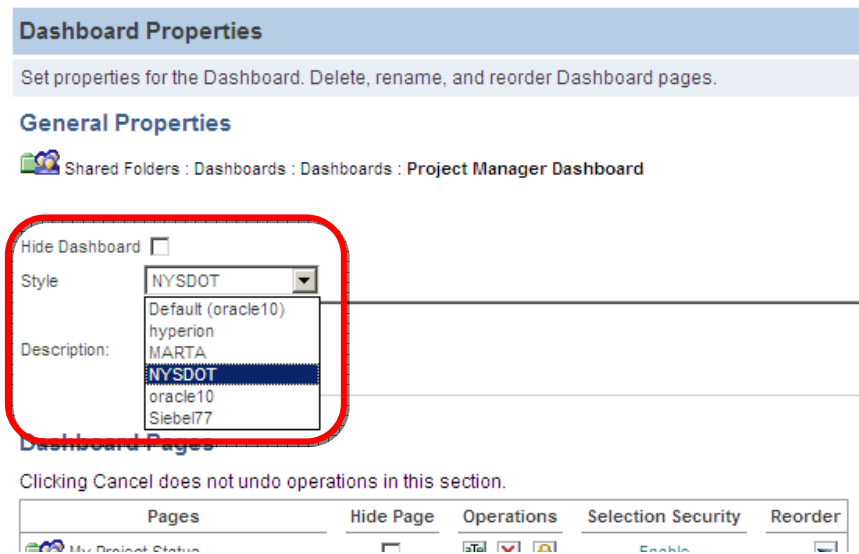 Dashboard Properties
Set properties for the Dashboard. Delete, rename, and reorder Dashboard pages.
General Properties
Shared Folders : Dashboards : Dashboards : Project Manager Dashboard
Hide Dashboard
Style NYSDOT
Default (oracle10)
hyperion
Description: MARTA
NYSDOT
oracle10
Siebel77
Dashboard Pages
Clicking Cancel does not undo operations in this section.
Pages Hide Page Operations Selection Security Reorder
My Project Status Enable